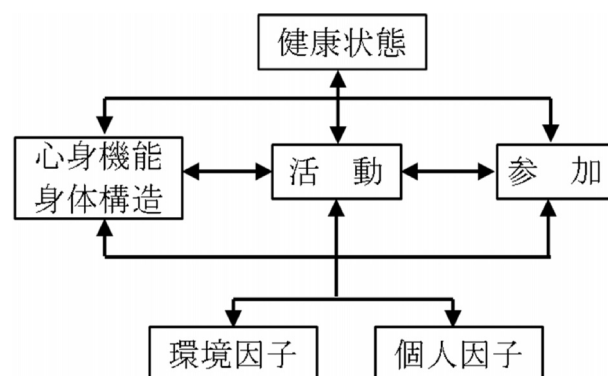 健康状態
心身機能
身体構造
活　動
参　加
環境因子
個人因子